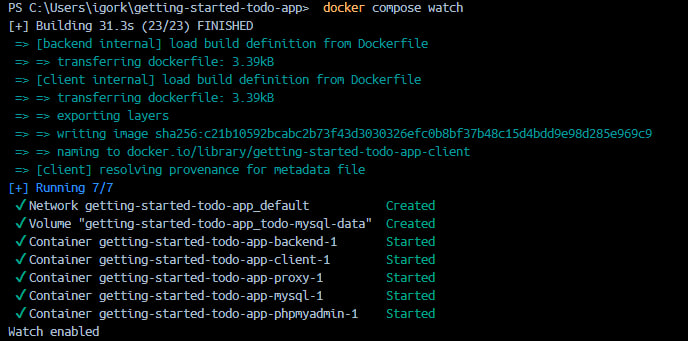 PS C:\Users\igork\getting-started-todo-app> docker compose watch
[+] Building 31.3s (23/23) FINISHED
=> [backend internal] load build definition from Dockerfile
=> => transferring dockerfile: 3.39kB
=> [client internal] load build definition from Dockerfile
=> => transferring dockerfile: 3.39kB
=> => exporting layers
=> => writing image sha256:c21b10592bcabc2b73f43d3030326efc0b8bf37b48c15d4bdd9e98d285e969c9
=> => naming to docker.io/library/getting-started-todo-app-client
=> [client] resolving provenance for metadata file
[+] Running 7/7
✓ Network getting-started-todo-app_default Created
✓ Volume "getting-started-todo-app_todo-mysql-data" Created
✓ Container getting-started-todo-app-backend-1 Started
✓ Container getting-started-todo-app-client-1 Started
✓ Container getting-started-todo-app-proxy-1 Started
✓ Container getting-started-todo-app-mysql-1 Started
✓ Container getting-started-todo-app-phpmyadmin-1 Started
Watch enabled